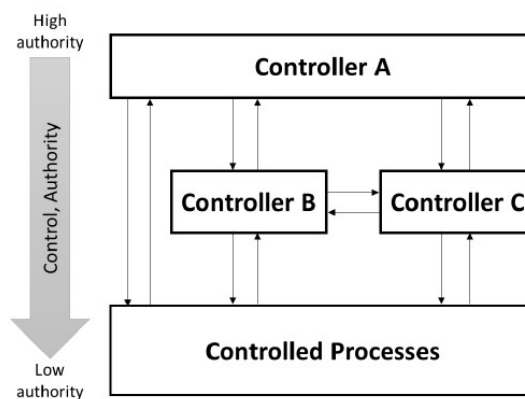 High
authority
Controller A
Control, Authority
Controller B
Controller C
Controlled Processes
Low
authority